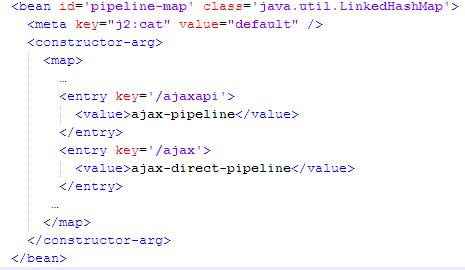 <bean id='pipeline-map' class='java.util.LinkedHashMap'>
<meta key="j2:cat" value="default" />
<constructor-arg>
<map>
…
<entry key='/ajaxapi'>
<value>ajax-pipeline</value>
</entry>
<entry key='/ajax'>
<value>ajax-direct-pipeline</value>
</entry>
…
</map>
</constructor-arg>
</bean>